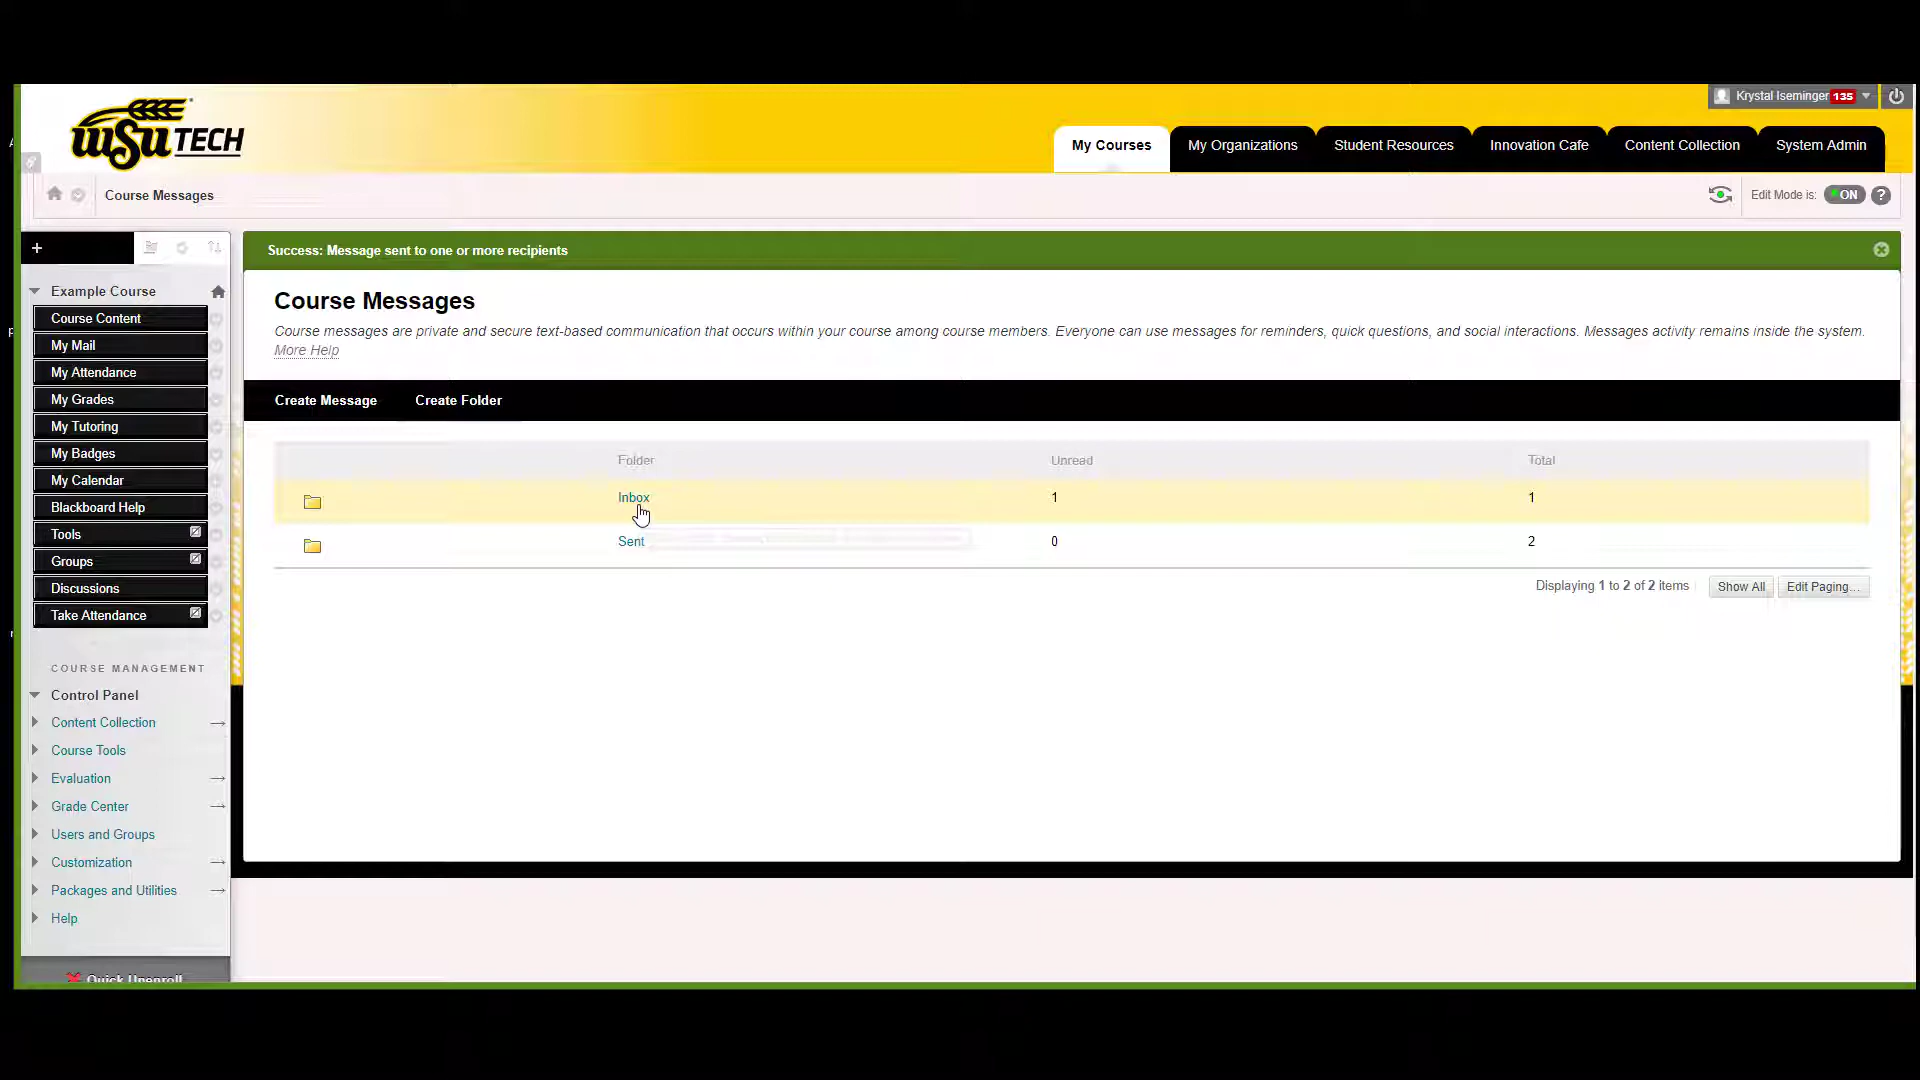 WSU TECH
Krystal Iseminger 135
My Courses
My Organizations
Student Resources
Innovation Cafe
Content Collection
System Admin
Course Messages
Edit Mode is: ON ?
+
Success: Message sent to one or more recipients
Example Course
Course Content
My Mail
My Attendance
My Grades
My Tutoring
My Badges
My Calendar
Blackboard Help
Tools
Groups
Discussions
Take Attendance
COURSE MANAGEMENT
Control Panel
Content Collection
Course Tools
Evaluation
Grade Center
Users and Groups
Customization
Packages and Utilities
Help
Quick Unenroll
Course Messages
Course messages are private and secure text-based communication that occurs within your course among course members. Everyone can use messages for reminders, quick questions, and social interactions. Messages activity remains inside the system.
More Help
Create Message Create Folder
Folder Unread Total
Inbox 1 1
Sent 0 2
Displaying 1 to 2 of 2 items Show All Edit Paging...